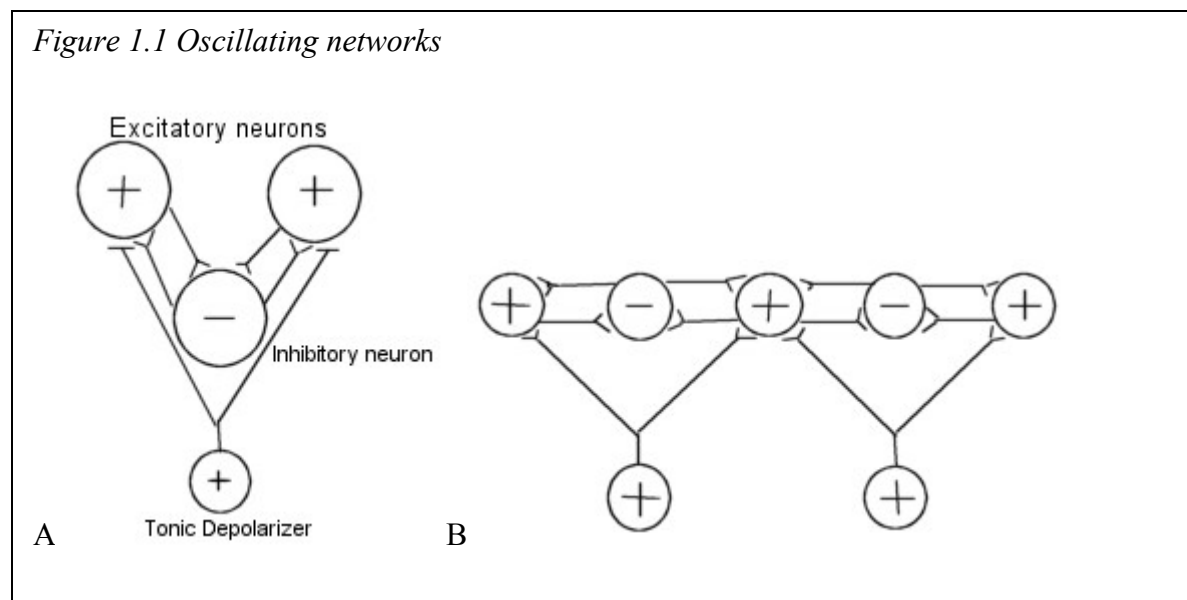 Figure 1.1 Oscillating networks
Excitatory neurons
+ +
−
Inhibitory neuron
+
Tonic Depolarizer
A
+ − + − +
+ +
B